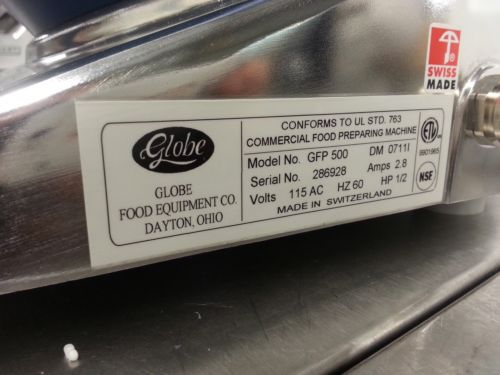 SWISS
MADE
Globe
GLOBE
FOOD EQUIPMENT CO.
DAYTON, OHIO
CONFORMS TO UL STD. 763
COMMERCIAL FOOD PREPARING MACHINE
Model No. GFP 500 DM 0711I
Serial No. 286928 Amps 2.8
Volts 115 AC HZ 60 HP 1/2
MADE IN SWITZERLAND
ETL
9901965
NSF